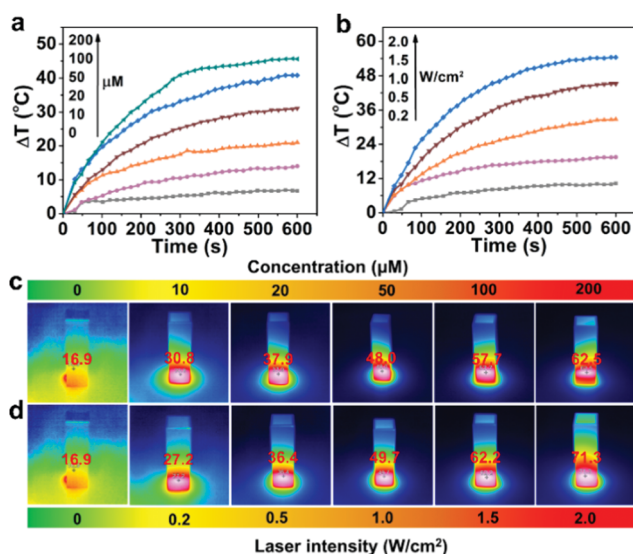 a
b
50
40
30
20
10
0
ΔT (°C)
200
100
50
20
10
0
μM
0 100 200 300 400 500 600
Time (s)
60
48
36
24
12
0
ΔT (°C)
2.0
1.5
1.0
0.5
0.2
W/cm²
0 100 200 300 400 500 600
Time (s)
Concentration (μM)
c
0 10 20 50 100 200
16.9 30.8 37.9 48.0 57.7 62.5
d
16.9 27.2 36.4 49.7 62.2 71.3
0 0.2 0.5 1.0 1.5 2.0
Laser intensity (W/cm²)